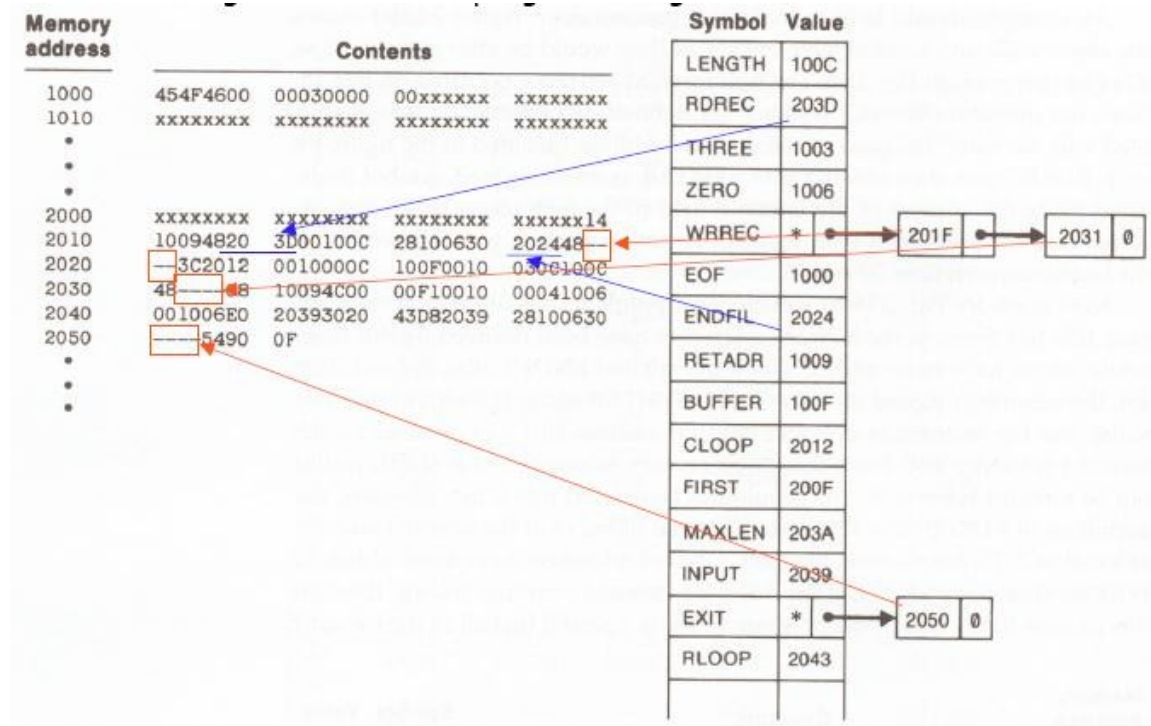 Memory address Contents
1000 454F4600 00030000 00xxxxxx xxxxxxxx
1010 xxxxxxxx xxxxxxxx xxxxxxxx xxxxxxxx
2000 xxxxxxxx xxxxxxxx xxxxxxxx xxxxxx14
2010 10094820 3D00100C 28100630 202448--
2020 --3C2012 0010000C 100F0010 030C100C
2030 48----08 10094C00 00F10010 00041006
2040 001006E0 20393020 43D82039 28100630
2050 ----5490 0F
Symbol Value
LENGTH 100C
RDREC 203D
THREE 1003
ZERO 1006
WRREC * 201F 2031 0
EOF 1000
ENDFIL 2024
RETADR 1009
BUFFER 100F
CLOOP 2012
FIRST 200F
MAXLEN 203A
INPUT 2039
EXIT * 2050 0
RLOOP 2043